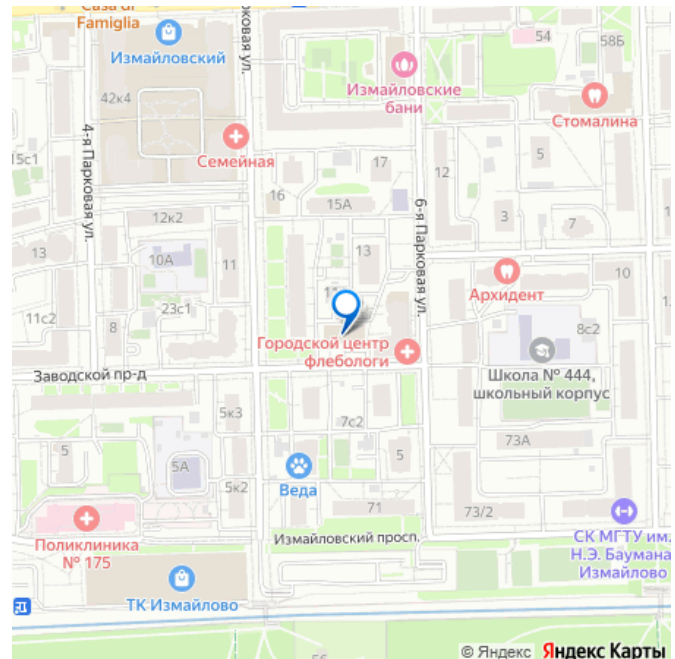 Casa di
Famiglia
Измайловский
рковая ул.
54
58Б
42к4
Измайловские
бани
Стомалина
4-я Парковая ул.
15с1
Семейная
17
12
5
16
15А
6-я Парковая ул.
12к2
3
7
13
10А
11
13
10
Архидент
11с2
23с1
8
8с2
Городской центр
флебологи
Заводской пр-д
Школа № 444,
школьный корпус
5к3
7с2
73А
5
5А
5
Веда
5к2
71
73/2
Поликлиника
№ 175
Измайловский просп.
СК МГТУ им.
Н.Э. Баумана
Измайлово
ТК Измайлово
56
© Яндекс Яндекс Карты